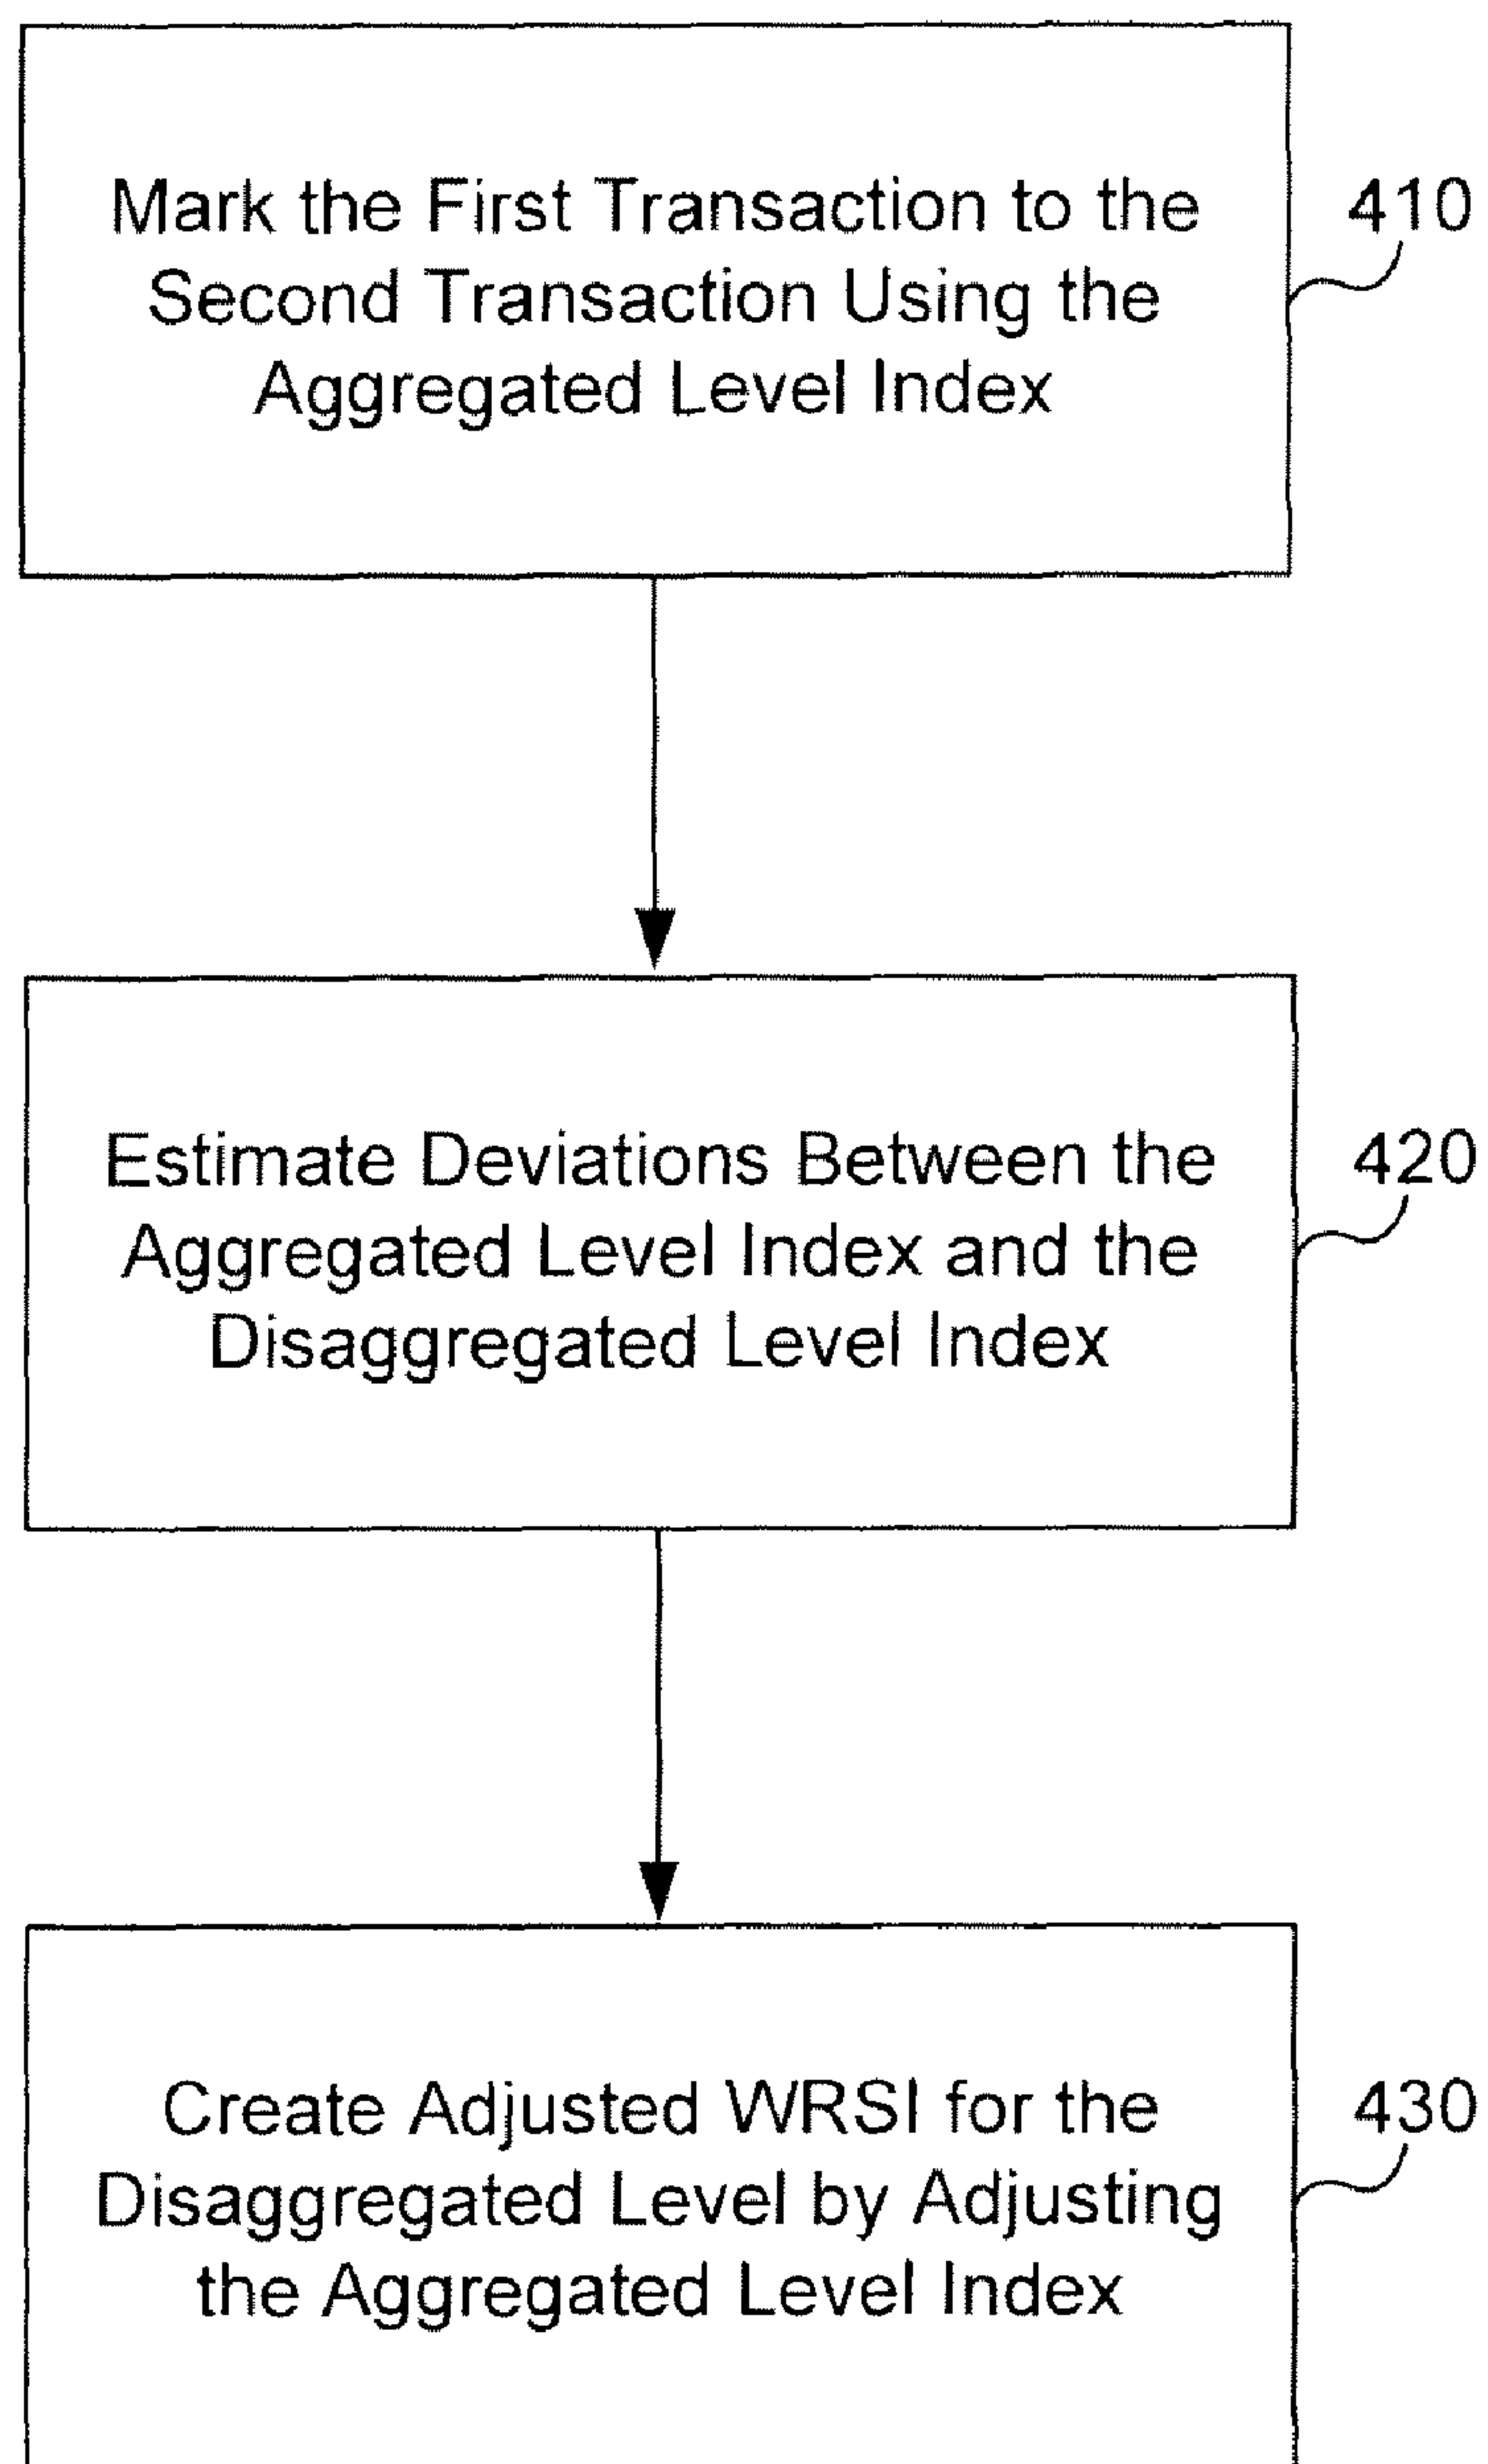 Mark the First Transaction to the
Second Transaction Using the
Aggregated Level Index
410
Estimate Deviations Between the
Aggregated Level Index and the
Disaggregated Level Index
420
Create Adjusted WRSI for the
Disaggregated Level by Adjusting
the Aggregated Level Index
430